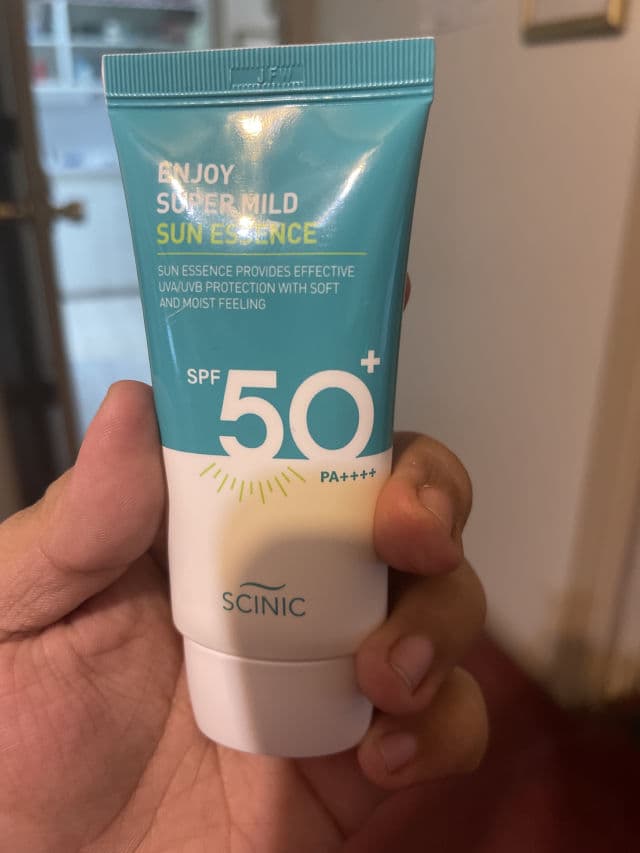 JFW
ENJOY
SUPER MILD
SUN ESSENCE
SUN ESSENCE PROVIDES EFFECTIVE
UVA/UVB PROTECTION WITH SOFT
AND MOIST FEELING
SPF 50+
PA++++
SCINIC